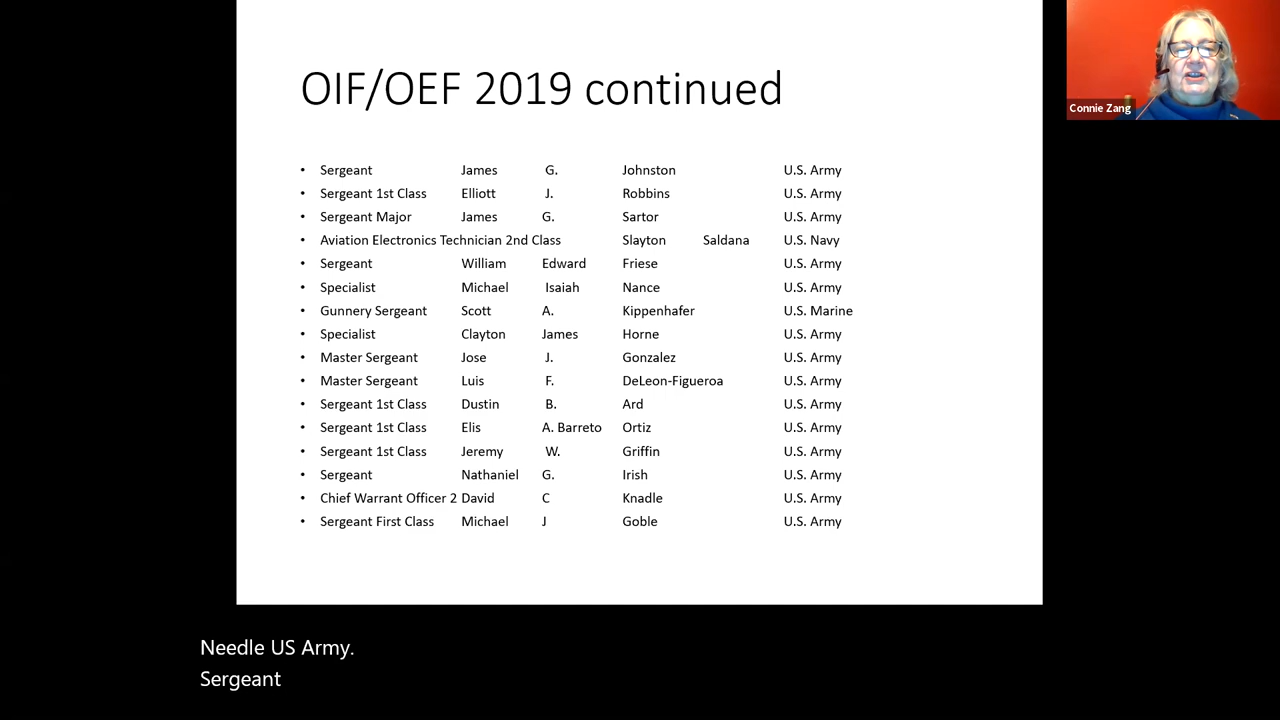 OIF/OEF 2019 continued
Connie Zang
• Sergeant James G. Johnston U.S. Army
• Sergeant 1st Class Elliott J. Robbins U.S. Army
• Sergeant Major James G. Sartor U.S. Army
• Aviation Electronics Technician 2nd Class Slayton Saldana U.S. Navy
• Sergeant William Edward Friese U.S. Army
• Specialist Michael Isaiah Nance U.S. Army
• Gunnery Sergeant Scott A. Kippenhafer U.S. Marine
• Specialist Clayton James Horne U.S. Army
• Master Sergeant Jose J. Gonzalez U.S. Army
• Master Sergeant Luis F. DeLeon-Figueroa U.S. Army
• Sergeant 1st Class Dustin B. Ard U.S. Army
• Sergeant 1st Class Elis A. Barreto Ortiz U.S. Army
• Sergeant 1st Class Jeremy W. Griffin U.S. Army
• Sergeant Nathaniel G. Irish U.S. Army
• Chief Warrant Officer 2 David C Knadle U.S. Army
• Sergeant First Class Michael J Goble U.S. Army
Needle US Army.
Sergeant